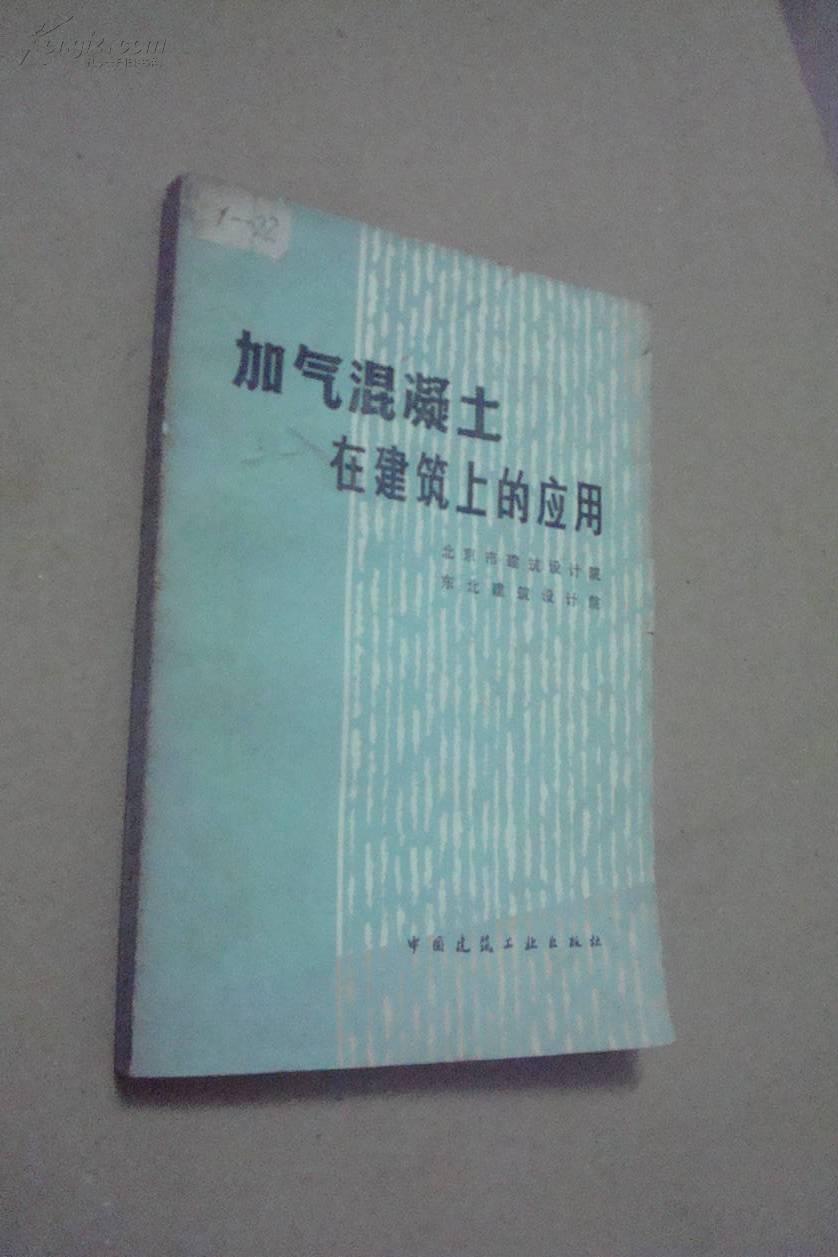 1-22
加气混凝土
在建筑上的应用
北京市建筑设计院
东北建筑设计院
中国建筑工业出版社